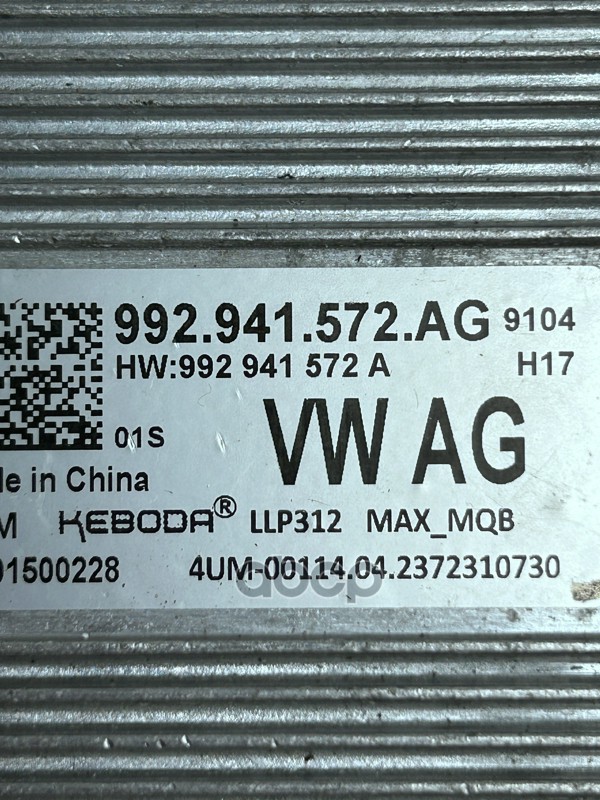 992.941.572.AG 9104
HW:992 941 572 A H17
01S
VW AG
le in China
M KEBODA® LLP312 MAX_MQB
01500228 4UM-00114.04.2372310730